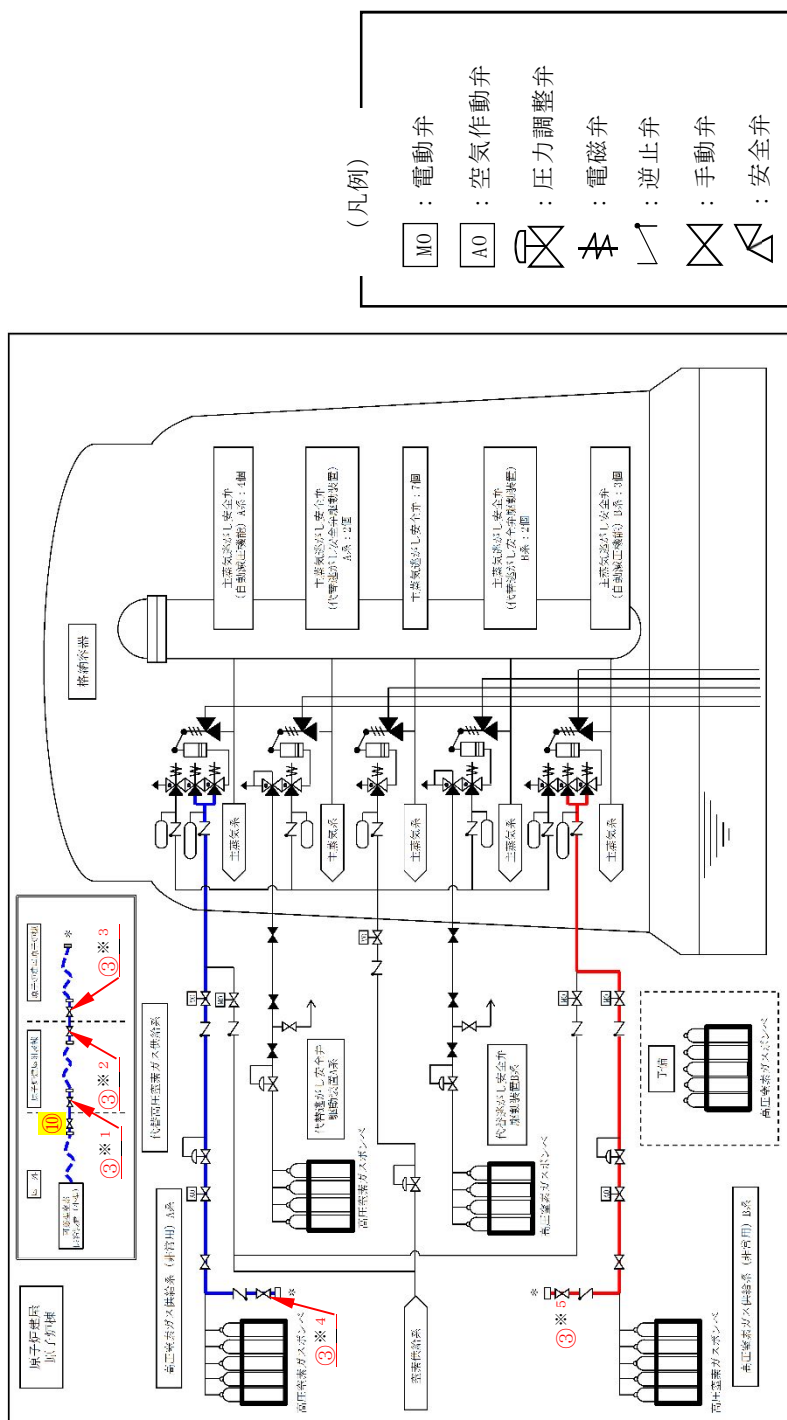 (凡例)
MO
：電動弁
AO
：空気作動弁
：圧力調整弁
：電磁弁
：逆止弁
：手動弁
：安全弁
原子炉建屋
原子炉棟
屋外
⑩
③※1
③※2
③※3
*
代替高圧窒素ガス供給系
高圧窒素ガス供給系（非常用）A系
高圧窒素ガスボンベ
③※4
*
格納容器
主蒸気逃がし安全弁
（自動減圧機能）A系：4個
主蒸気逃がし安全弁
（代替逃がし安全弁駆動装置）
A系：2個
主蒸気逃がし安全弁：7個
主蒸気逃がし安全弁
（代替逃がし安全弁駆動装置）
B系：2個
主蒸気逃がし安全弁
（自動減圧機能）B系：3個
主蒸気系
主蒸気系
主蒸気系
主蒸気系
主蒸気系
代替逃がし安全弁
駆動装置A系
高圧窒素ガスボンベ
代替逃がし安全弁
駆動装置B系
高圧窒素ガスボンベ
窒素供給系
*
③※5
高圧窒素ガスボンベ
高圧窒素ガス供給系（非常用）B系
予備
高圧窒素ガスボンベ